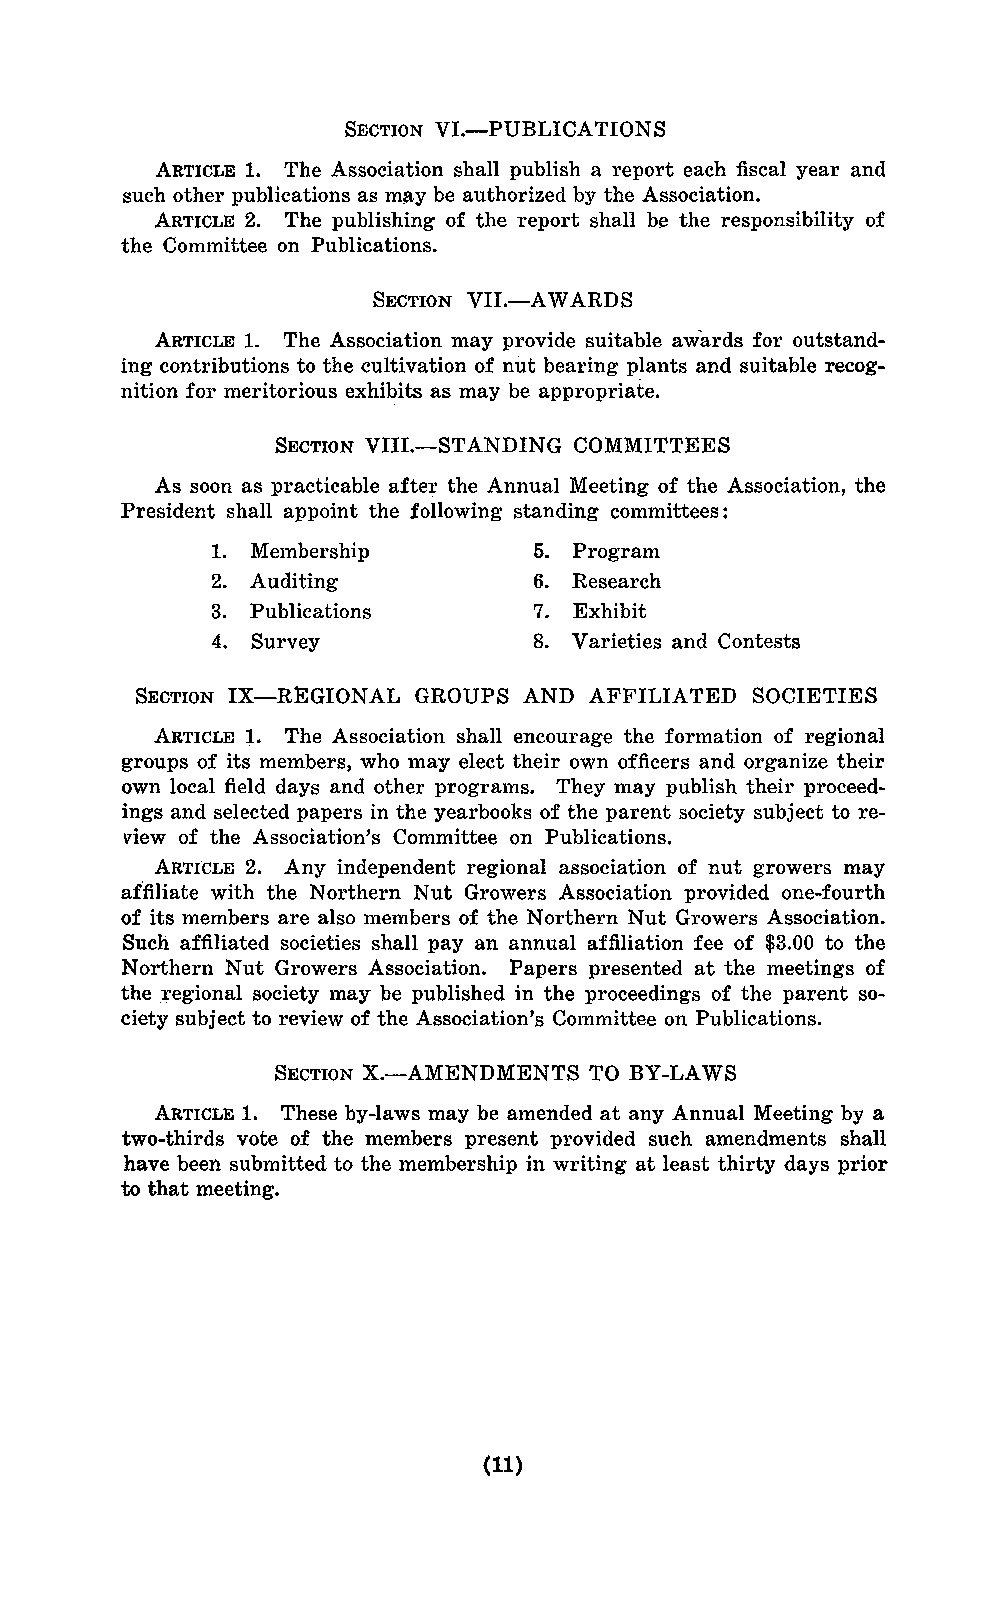 SECTION VI.—PUBLICATIONS
ARTICLE 1. The Association shall publish a report each fiscal year and
such other publications as may be authorized by the Association.
ARTICLE 2. The publishing of the report shall be the responsibility of
the Committee on Publications.
SECTION VII.—AWARDS
ARTICLE 1. The Association may provide suitable awards for outstand-
ing contributions to the cultivation of nut bearing plants and suitable recog-
nition for meritorious exhibits as may be appropriate.
SECTION VIII.—STANDING COMMITTEES
As soon as practicable after the Annual Meeting of the Association, the
President shall appoint the following standing committees:
1. Membership
2. Auditing
3. Publications
4. Survey
5. Program
6. Research
7. Exhibit
8. Varieties and Contests
SECTION IX—REGIONAL GROUPS AND AFFILIATED SOCIETIES
ARTICLE 1. The Association shall encourage the formation of regional
groups of its members, who may elect their own officers and organize their
own local field days and other programs. They may publish their proceed-
ings and selected papers in the yearbooks of the parent society subject to re-
view of the Association's Committee on Publications.
ARTICLE 2. Any independent regional association of nut growers may
affiliate with the Northern Nut Growers Association provided one-fourth
of its members are also members of the Northern Nut Growers Association.
Such affiliated societies shall pay an annual affiliation fee of $3.00 to the
Northern Nut Growers Association. Papers presented at the meetings of
the regional society may be published in the proceedings of the parent so-
ciety subject to review of the Association's Committee on Publications.
SECTION X.—AMENDMENTS TO BY-LAWS
ARTICLE 1. These by-laws may be amended at any Annual Meeting by a
two-thirds vote of the members present provided such amendments shall
have been submitted to the membership in writing at least thirty days prior
to that meeting.
(11)